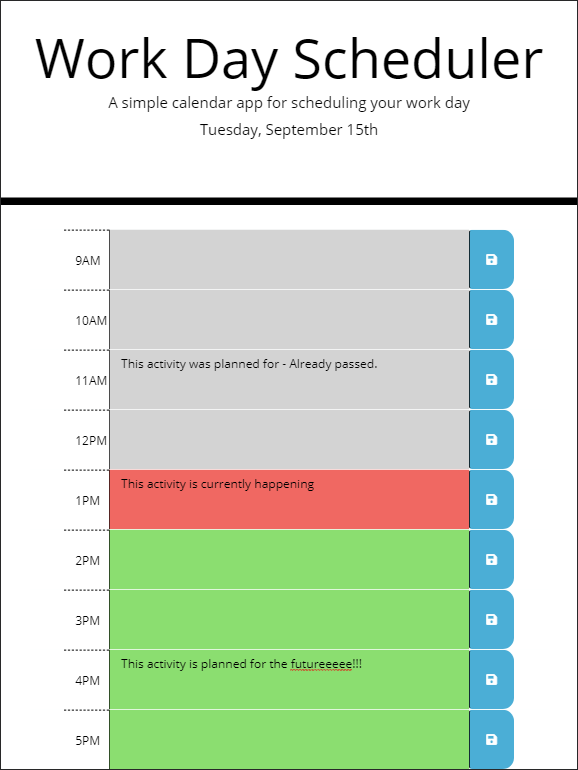 Work Day Scheduler
A simple calendar app for scheduling your work day
Tuesday, September 15th
9AM
10AM
11AM This activity was planned for - Already passed.
12PM
1PM This activity is currently happening
2PM
3PM
4PM This activity is planned for the futureeeee!!!
5PM